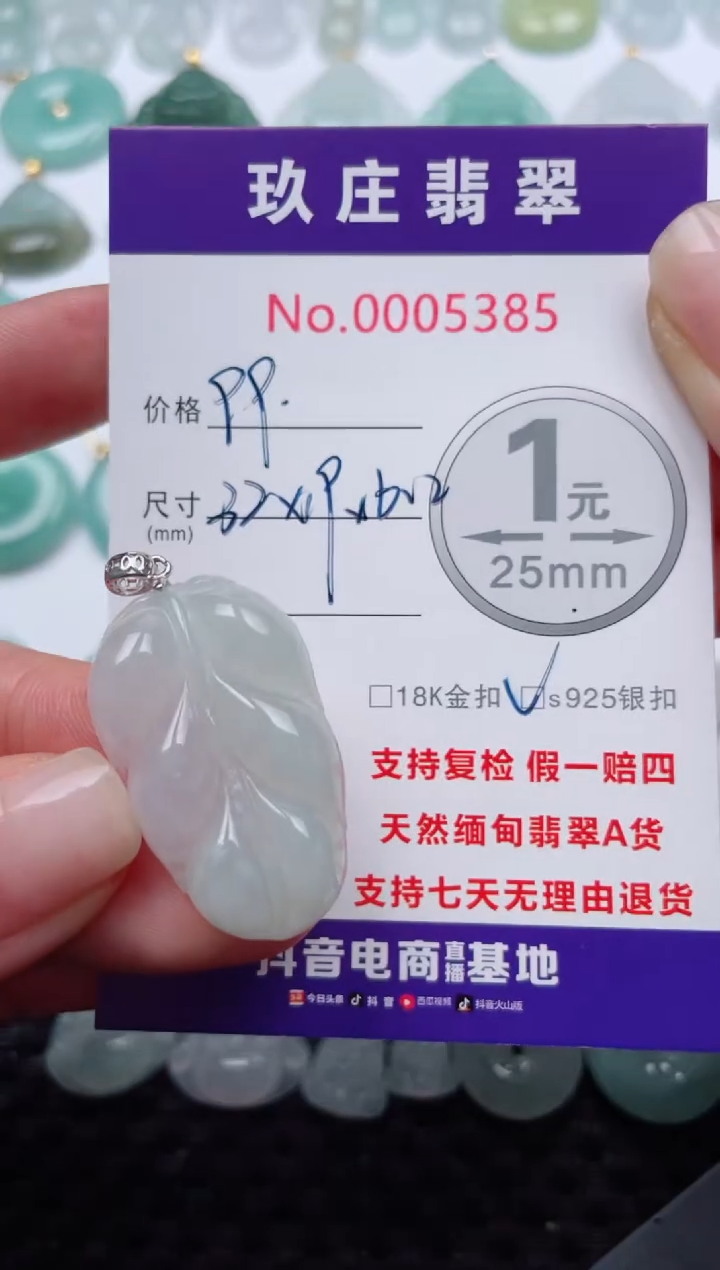 玖庄翡翠
No.0005385
价格 99.
尺寸
(mm)
1元
25mm
□18K金扣 □s925银扣
支持复检 假一赔四
天然缅甸翡翠A货
支持七天无理由退货
抖音电商直播基地
今日头条 抖音 西瓜视频 抖音火山版